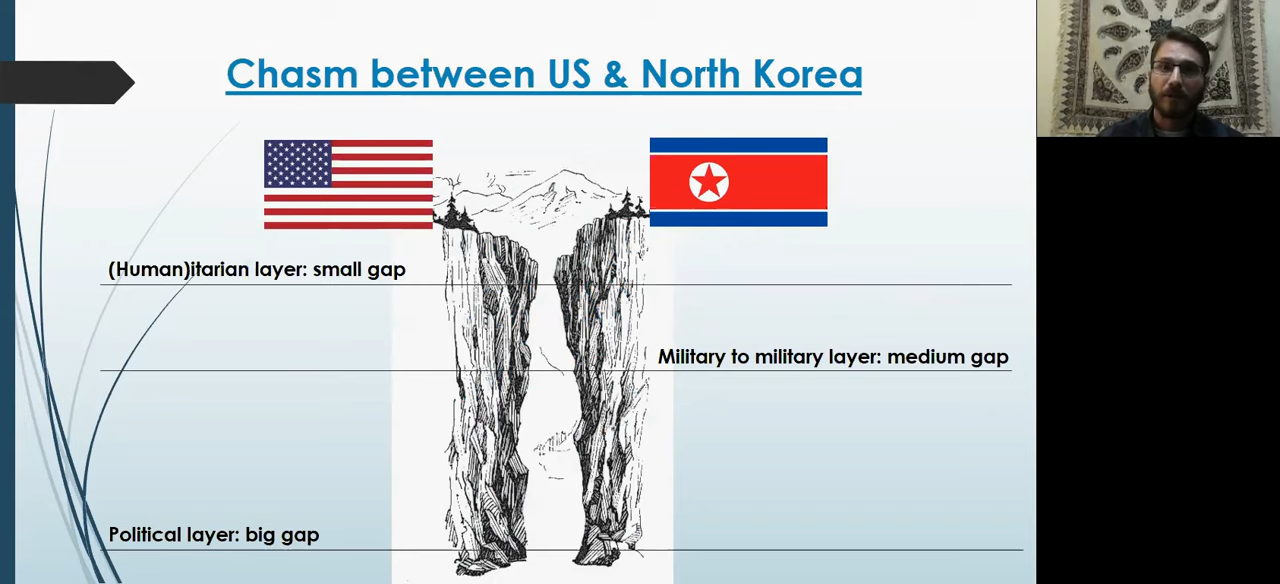 Chasm between US & North Korea
(Human)itarian layer: small gap
Military to military layer: medium gap
Political layer: big gap